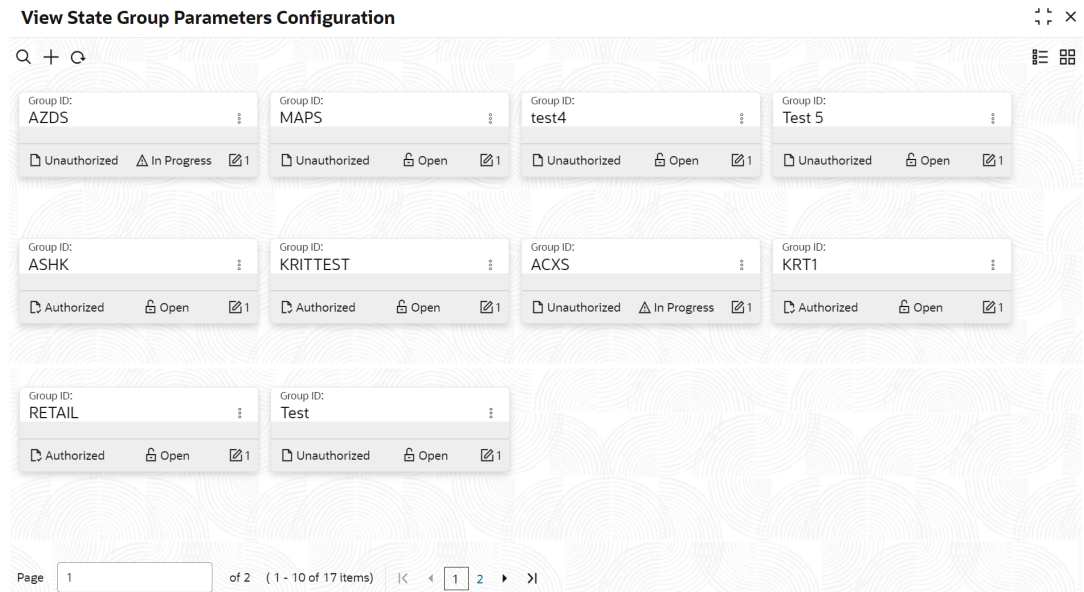 View State Group Parameters Configuration
Group ID: Group ID: Group ID: Group ID:
AZDS MAPS test4 Test 5
Unauthorized In Progress 1 Unauthorized Open 1 Unauthorized Open 1 Unauthorized Open 1
Group ID: Group ID: Group ID: Group ID:
ASHK KRITTEST ACXS KRT1
Authorized Open 1 Authorized Open 1 Unauthorized In Progress 1 Authorized Open 1
Group ID: Group ID:
RETAIL Test
Authorized Open 1 Unauthorized Open 1
Page 1 of 2 ( 1 - 10 of 17 items) 1 2